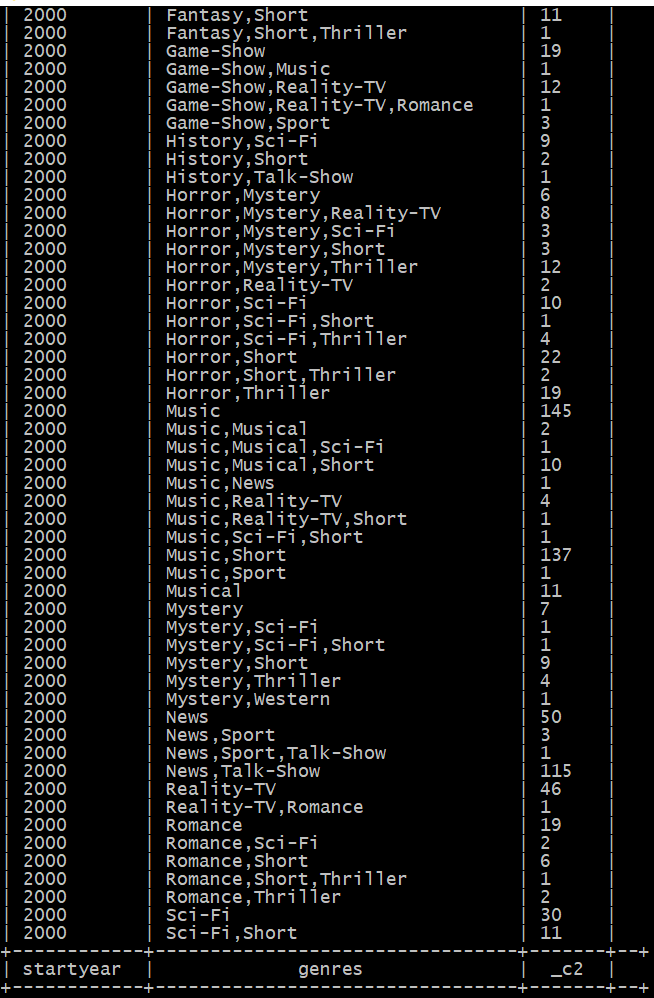 | 2000 | Fantasy,Short | 11 |
| 2000 | Fantasy,Short,Thriller | 1 |
| 2000 | Game-Show | 19 |
| 2000 | Game-Show,Music | 1 |
| 2000 | Game-Show,Reality-TV | 12 |
| 2000 | Game-Show,Reality-TV,Romance | 1 |
| 2000 | Game-Show,Sport | 3 |
| 2000 | History,Sci-Fi | 9 |
| 2000 | History,Short | 2 |
| 2000 | History,Talk-Show | 1 |
| 2000 | Horror,Mystery | 6 |
| 2000 | Horror,Mystery,Reality-TV | 8 |
| 2000 | Horror,Mystery,Sci-Fi | 3 |
| 2000 | Horror,Mystery,Short | 3 |
| 2000 | Horror,Mystery,Thriller | 12 |
| 2000 | Horror,Reality-TV | 2 |
| 2000 | Horror,Sci-Fi | 10 |
| 2000 | Horror,Sci-Fi,Short | 1 |
| 2000 | Horror,Sci-Fi,Thriller | 4 |
| 2000 | Horror,Short | 22 |
| 2000 | Horror,Short,Thriller | 2 |
| 2000 | Horror,Thriller | 19 |
| 2000 | Music | 145 |
| 2000 | Music,Musical | 2 |
| 2000 | Music,Musical,Sci-Fi | 1 |
| 2000 | Music,Musical,Short | 10 |
| 2000 | Music,News | 1 |
| 2000 | Music,Reality-TV | 4 |
| 2000 | Music,Reality-TV,Short | 1 |
| 2000 | Music,Sci-Fi,Short | 1 |
| 2000 | Music,Short | 137 |
| 2000 | Music,Sport | 1 |
| 2000 | Musical | 11 |
| 2000 | Mystery | 7 |
| 2000 | Mystery,Sci-Fi | 1 |
| 2000 | Mystery,Sci-Fi,Short | 1 |
| 2000 | Mystery,Short | 9 |
| 2000 | Mystery,Thriller | 4 |
| 2000 | Mystery,Western | 1 |
| 2000 | News | 50 |
| 2000 | News,Sport | 3 |
| 2000 | News,Sport,Talk-Show | 1 |
| 2000 | News,Talk-Show | 115 |
| 2000 | Reality-TV | 46 |
| 2000 | Reality-TV,Romance | 1 |
| 2000 | Romance | 19 |
| 2000 | Romance,Sci-Fi | 2 |
| 2000 | Romance,Short | 6 |
| 2000 | Romance,Short,Thriller | 1 |
| 2000 | Romance,Thriller | 2 |
| 2000 | Sci-Fi | 30 |
| 2000 | Sci-Fi,Short | 11 |
+------------+---------------------------------+-------+--+
| startyear | genres | _c2 |
+------------+---------------------------------+-------+--+